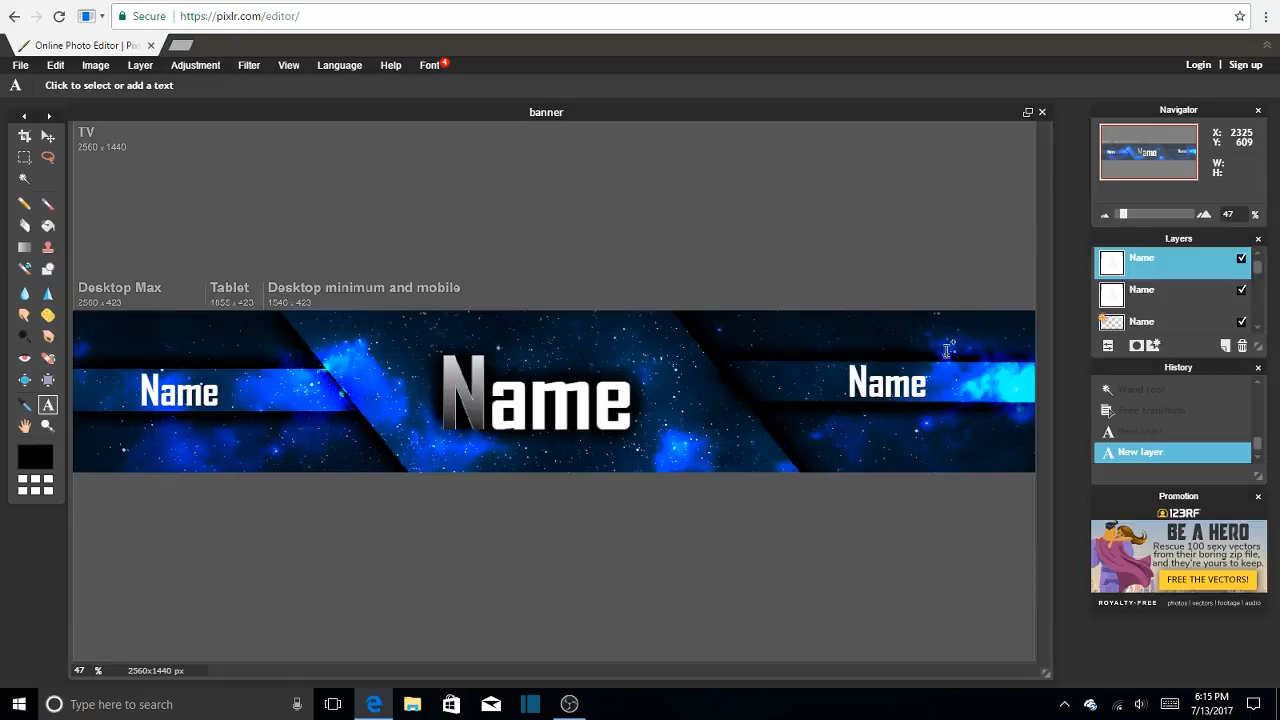 Secure https://pixlr.com/editor/
Online Photo Editor | Pix
File Edit Image Layer Adjustment Filter View Language Help Font 4 Login | Sign up
A Click to select or add a text
banner
TV
2560 x 1440
Desktop Max
2560 x 423
Tablet
1855 x 423
Desktop minimum and mobile
1540 x 423
Name
Name
Name
47 % 2560x1440 px
Navigator
X: 2325
Y: 609
W:
H:
47 %
Layers
Name
Name
Name
History
Wand tool
Free transform
New layer
New layer
Promotion
123RF
BE A HERO
Rescue 100 sexy vectors
from their boring zip file,
and they're yours to keep.
FREE THE VECTORS!
ROYALTY-FREE photos | vectors | footage | audio
Type here to search
6:15 PM
7/13/2017